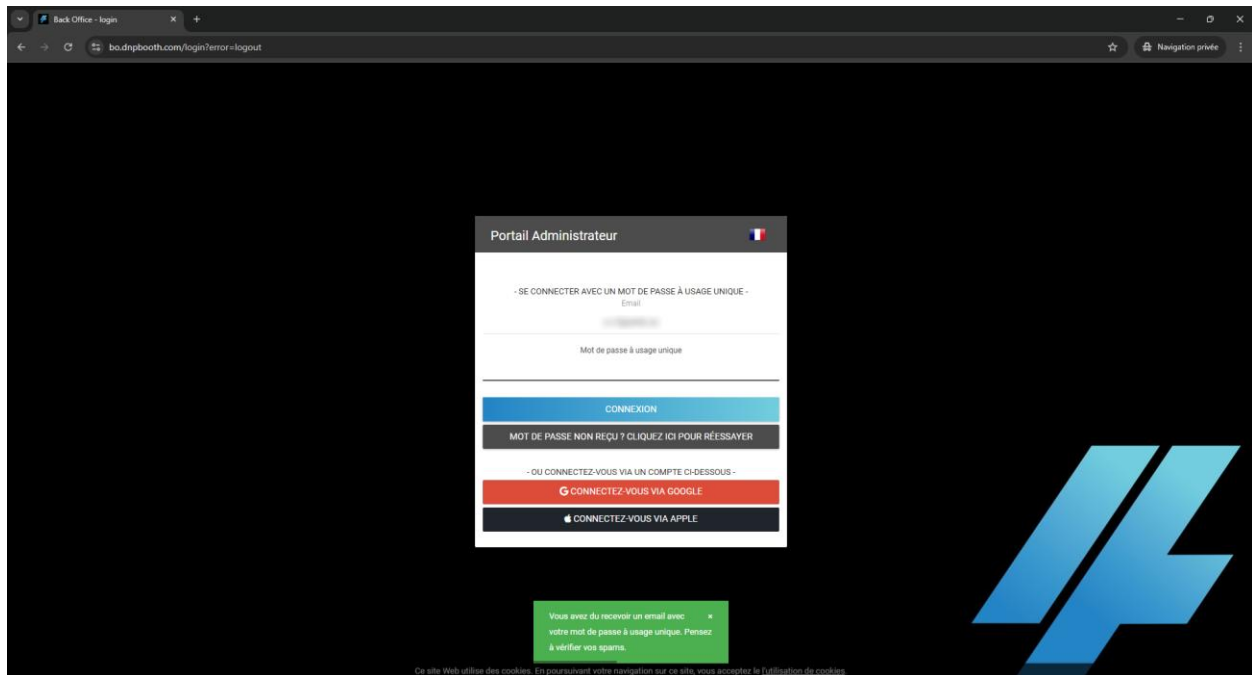 Back Office - login
bo.dnpbooth.com/login?error=logout
Navigation privée
Portail Administrateur
- SE CONNECTER AVEC UN MOT DE PASSE À USAGE UNIQUE -
Email
Mot de passe à usage unique
CONNEXION
MOT DE PASSE NON REÇU ? CLIQUEZ ICI POUR RÉESSAYER
- OU CONNECTEZ-VOUS VIA UN COMPTE CI-DESSOUS -
G CONNECTEZ-VOUS VIA GOOGLE
CONNECTEZ-VOUS VIA APPLE
Vous avez du recevoir un email avec
votre mot de passe à usage unique. Pensez
à vérifier vos spams.
Ce site Web utilise des cookies. En poursuivant votre navigation sur ce site, vous acceptez le l'utilisation de cookies